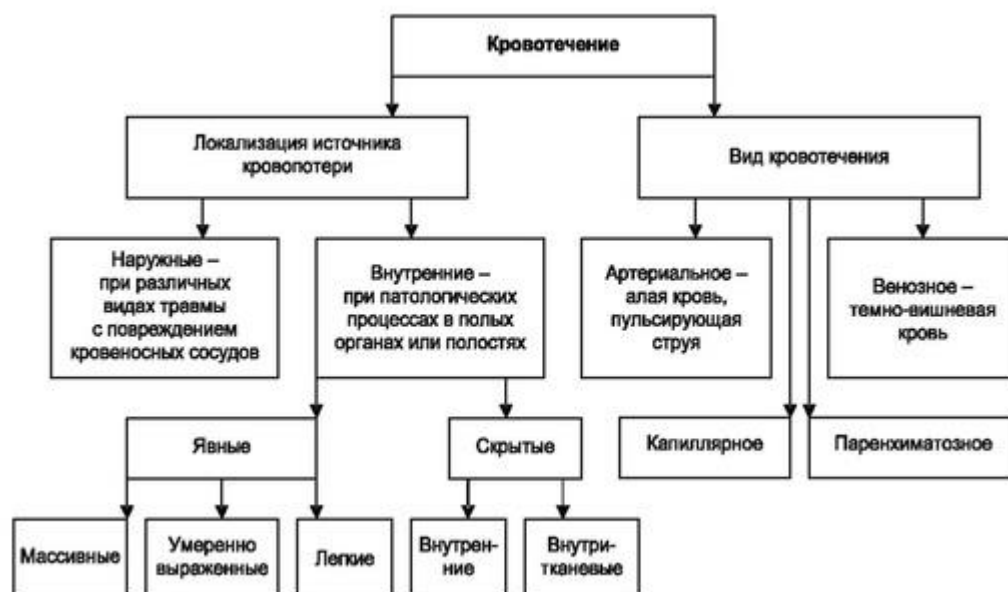 Кровотечение
Локализация источника
кровопотери
Вид кровотечения
Наружные –
при различных
видах травмы
с повреждением
кровеносных сосудов
Внутренние –
при патологических
процессах в полых
органах или полостях
Артериальное –
алая кровь,
пульсирующая
струя
Венозное –
темно-вишневая
кровь
Явные
Скрытые
Капиллярное
Паренхиматозное
Массивные
Умеренно
выраженные
Легкие
Внутрен-
ние
Внутри-
тканевые